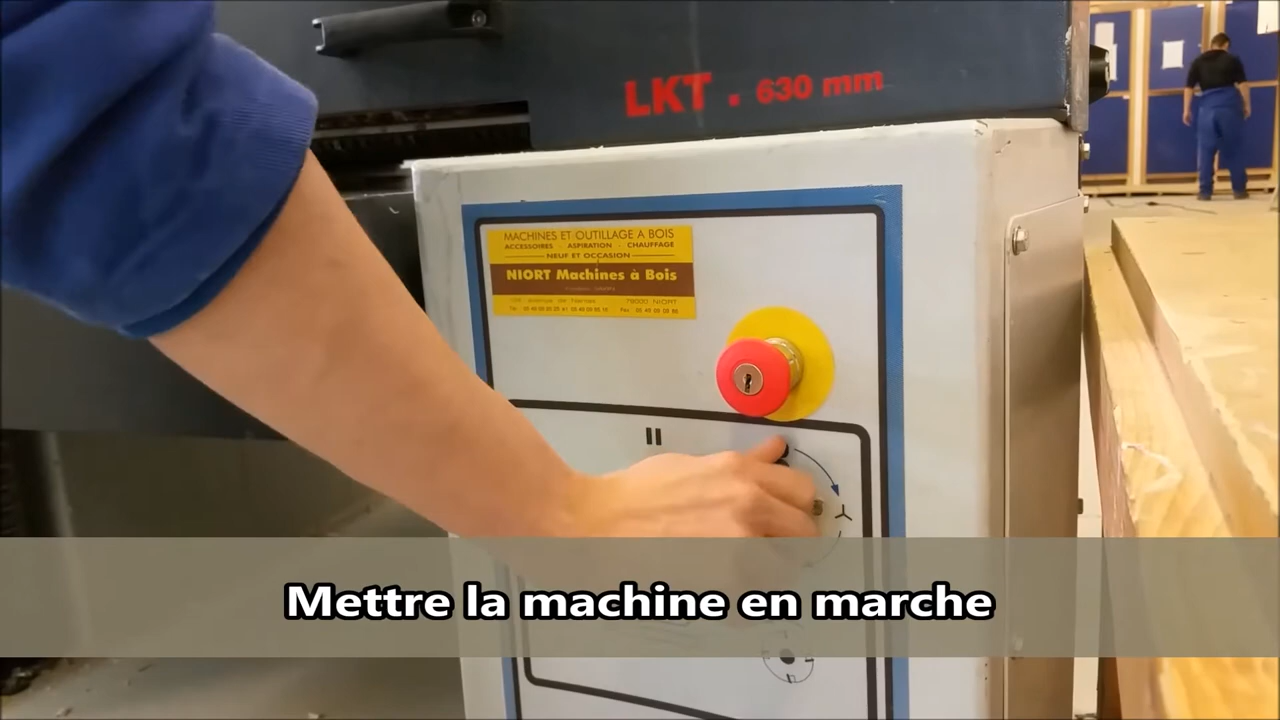 LKT . 630 mm
MACHINES ET OUTILLAGE A BOIS
ACCESSOIRES - ASPIRATION - CHAUFFAGE
NEUF ET OCCASION
NIORT Machines à Bois
79000 NIORT
Mettre la machine en marche